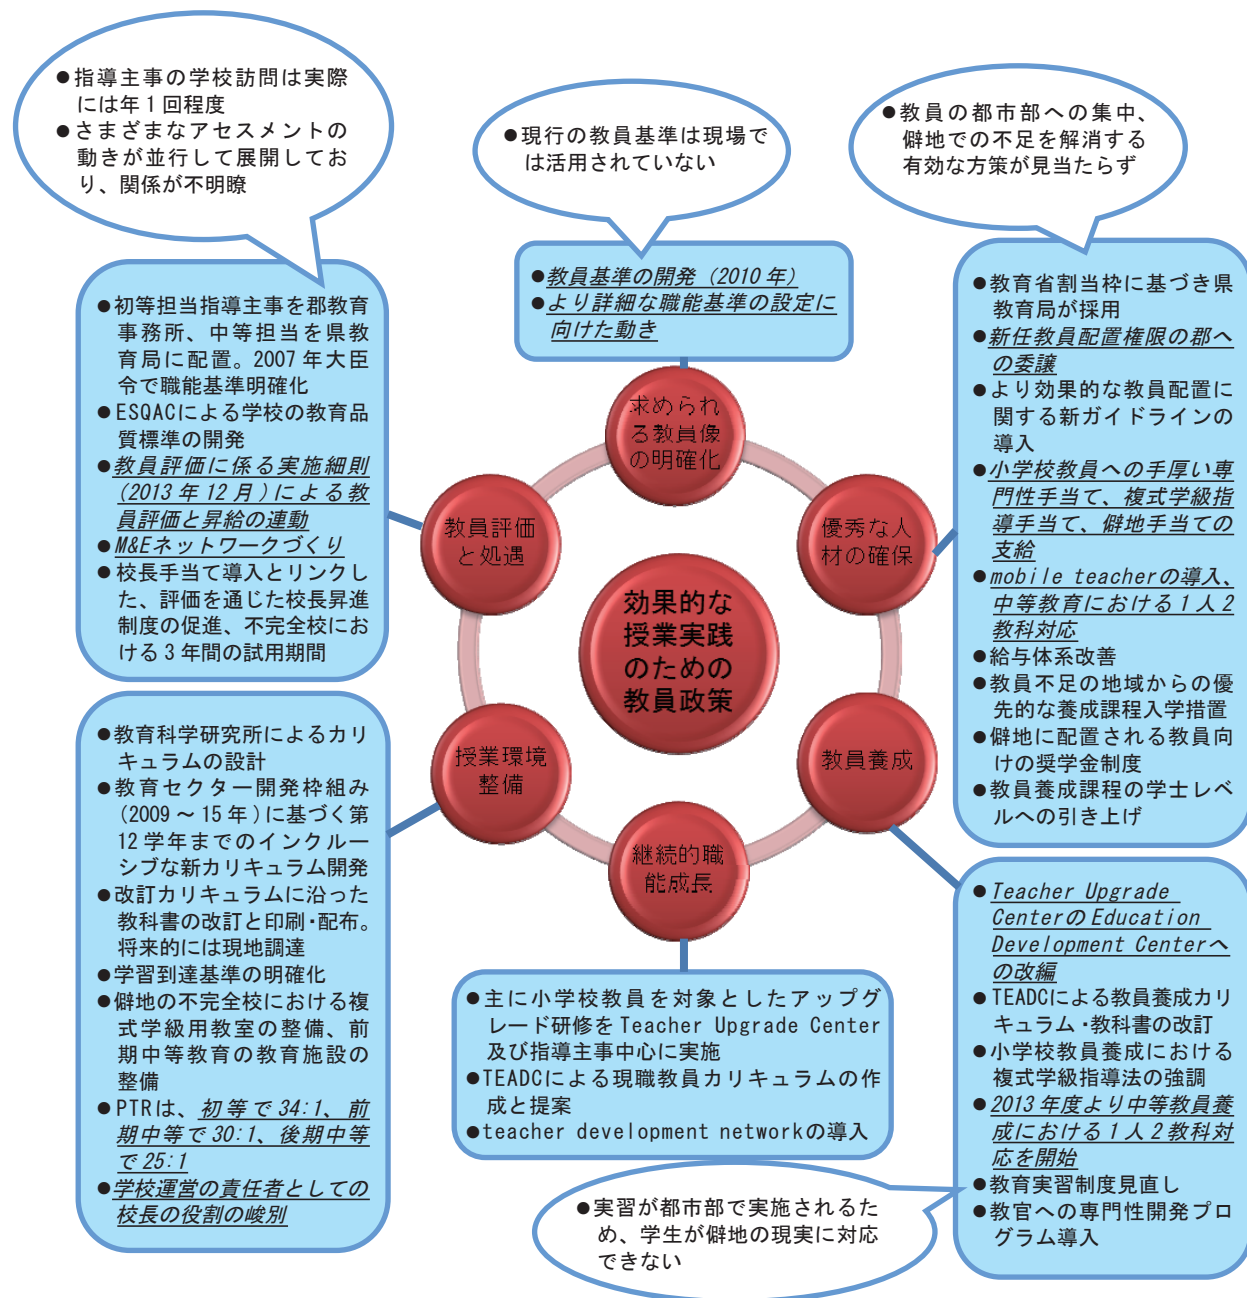 ●指導主事の学校訪問は実際
には年1回程度
●さまざまなアセスメントの
動きが並行して展開してお
り、関係が不明瞭
●現行の教員基準は現場で
は活用されていない
●教員の都市部への集中、
僻地での不足を解消する
有効な方策が見当たらず
●初等担当指導主事を郡教育
事務所、中等担当を県教
育局に配置。2007年大臣
令で職能基準明確化
●ESQACによる学校の教育品
質標準の開発
●教員評価に係る実施細則
(2013年12月)による教
員評価と昇給の連動
●M&Eネットワークづくり
●校長手当て導入とリンクし
た、評価を通じた校長昇進
制度の促進、不完全校にお
ける3年間の試用期間
●教員基準の開発（2010年）
●より詳細な職能基準の設定に
向けた動き
●教育省割当枠に基づき県
教育局が採用
●新任教員配置権限の郡へ
の委譲
●より効果的な教員配置に
関する新ガイドラインの
導入
●小学校教員への手厚い専
門性手当て、複式学級指
導手当て、僻地手当ての
支給
●mobile teacherの導入、
中等教育における1人2
教科対応
●給与体系改善
●教員不足の地域からの優
先的な養成課程入学措置
●僻地に配置される教員向
けの奨学金制度
●教員養成課程の学士レベ
ルへの引き上げ
求められ
る教員像
の明確化
教員評価
と処遇
優秀な人
材の確保
効果的な
授業実践
のための
教員政策
授業環境
整備
教員養成
継続的職
能成長
●教育科学研究所によるカリ
キュラムの設計
●教育セクター開発枠組み
(2009～15年)に基づく第
12学年までのインクルー
シブな新カリキュラム開発
●改訂カリキュラムに沿った
教科書の改訂と印刷・配布。
将来的には現地調達
●学習到達基準の明確化
●僻地の不完全校における複
式学級用教室の整備、前
期中等教育の教育施設の
整備
●PTRは、初等で34:1、前
期中等で30:1、後期中等
で25:1
●学校運営の責任者としての
校長の役割の峻別
●主に小学校教員を対象としたアップグ
レード研修をTeacher Upgrade Center
及び指導主事中心に実施
●TEADCによる現職教員カリキュラムの作
成と提案
●teacher development networkの導入
●Teacher Upgrade
CenterのEducation
Development Centerへ
の改編
●TEADCによる教員養成カリ
キュラム・教科書の改訂
●小学校教員養成における
複式学級指導法の強調
●2013年度より中等教員養
成における1人2教科対
応を開始
●教育実習制度見直し
●教官への専門性開発プロ
グラム導入
●実習が都市部で実施されるた
め、学生が僻地の現実に対応
できない